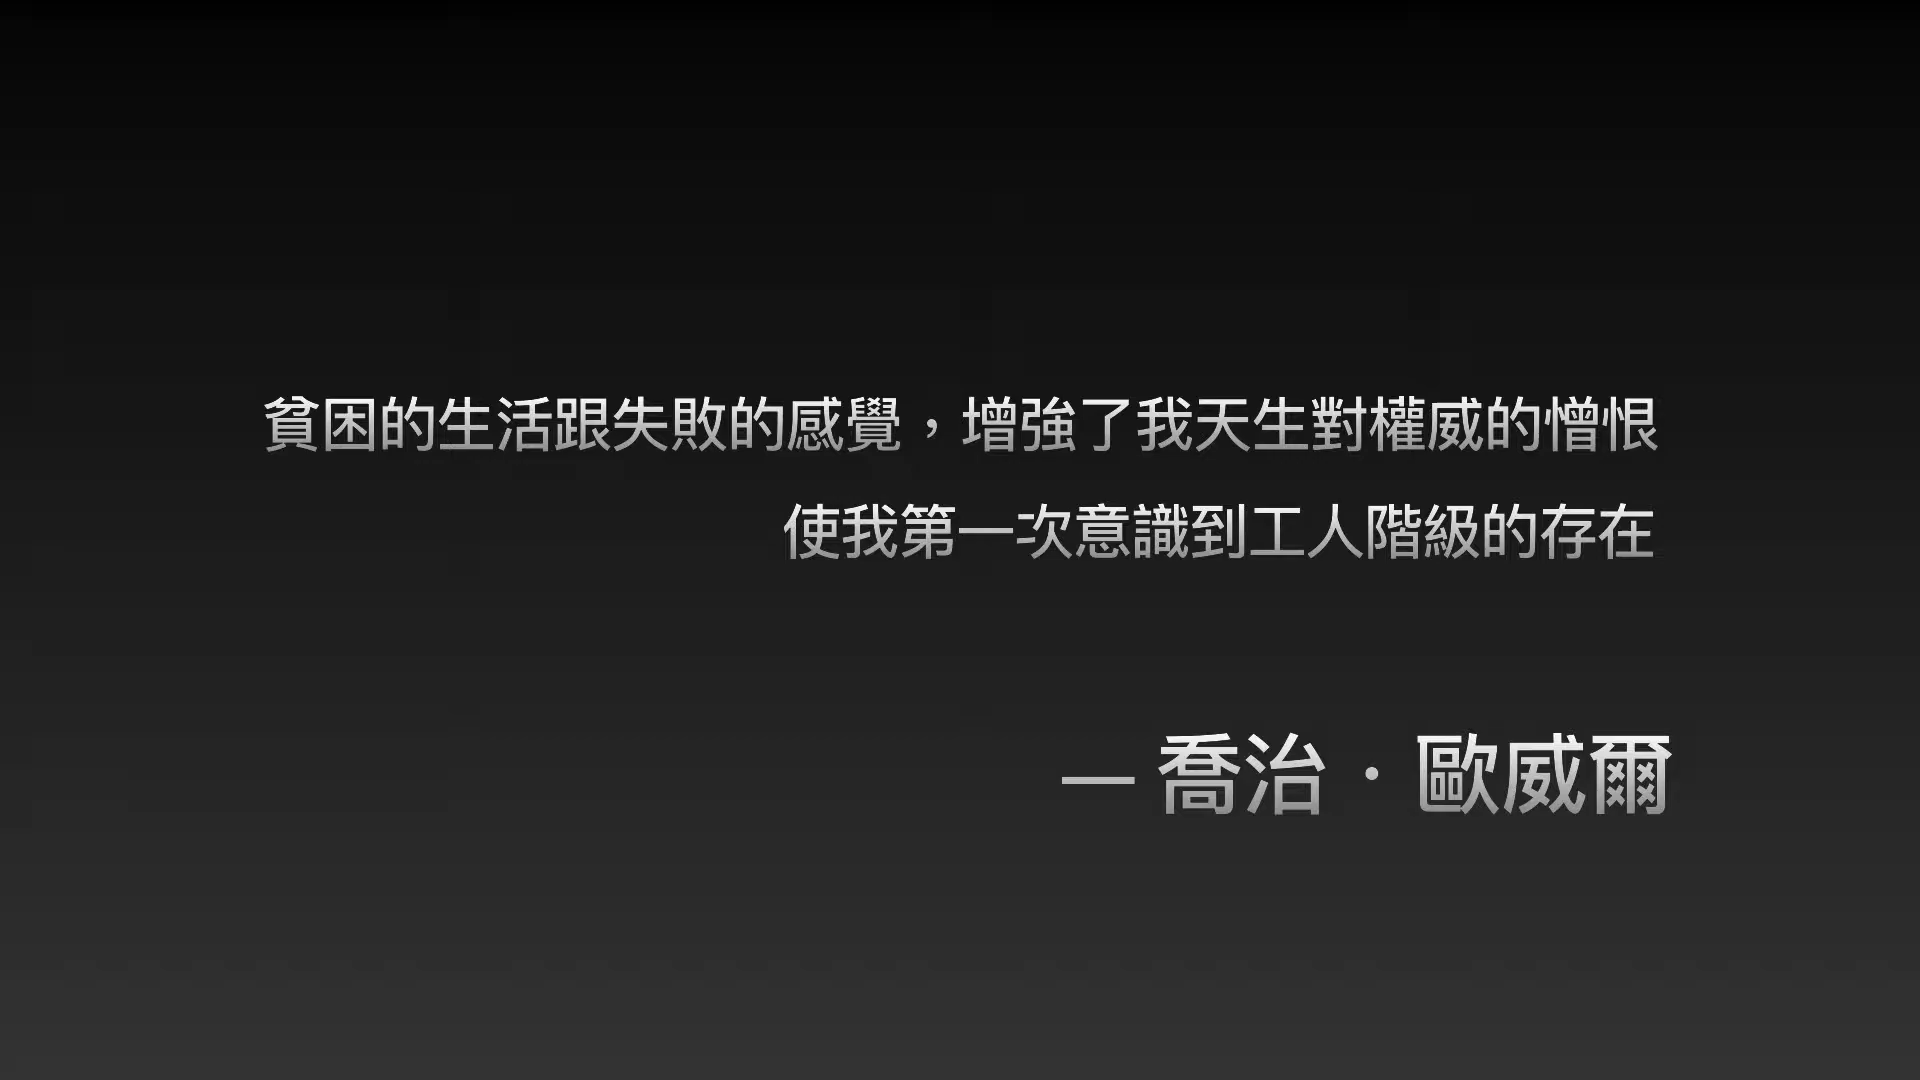 貧困的生活跟失敗的感覺，增強了我天生對權威的憎恨
使我第一次意識到工人階級的存在
— 喬治．歐威爾